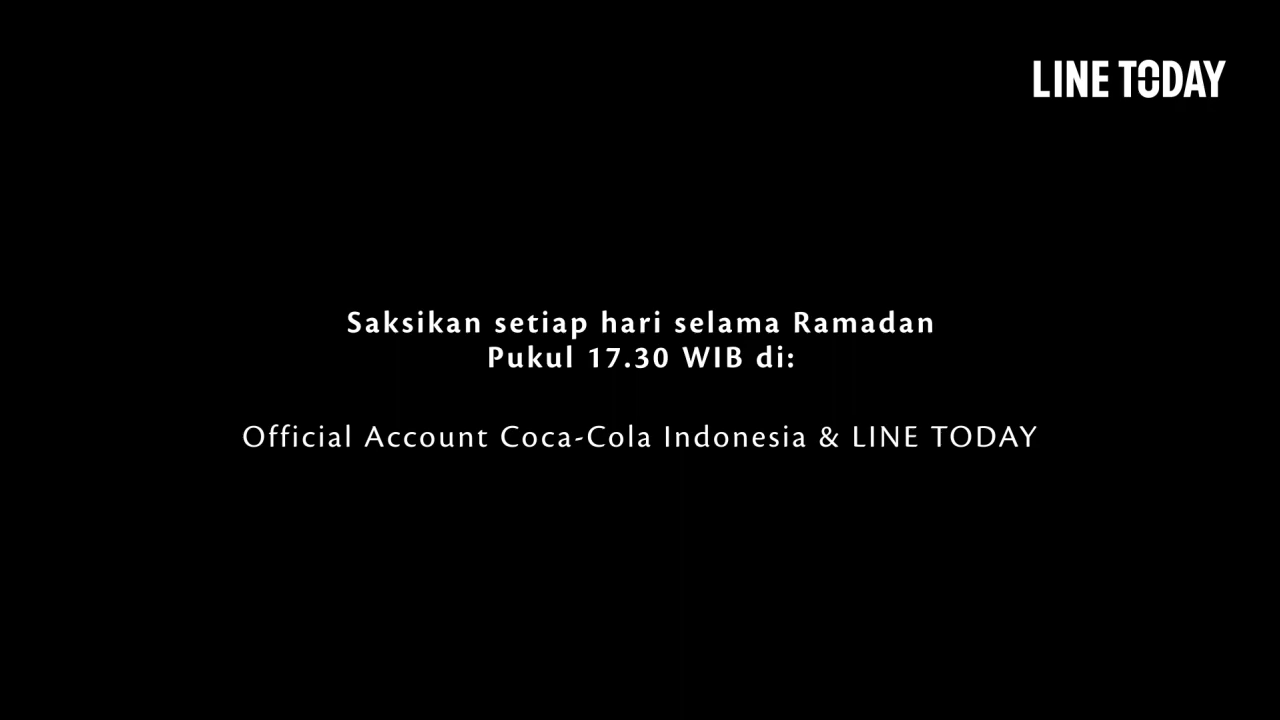 LINE TODAY
Saksikan setiap hari selama Ramadan
Pukul 17.30 WIB di:
Official Account Coca-Cola Indonesia & LINE TODAY